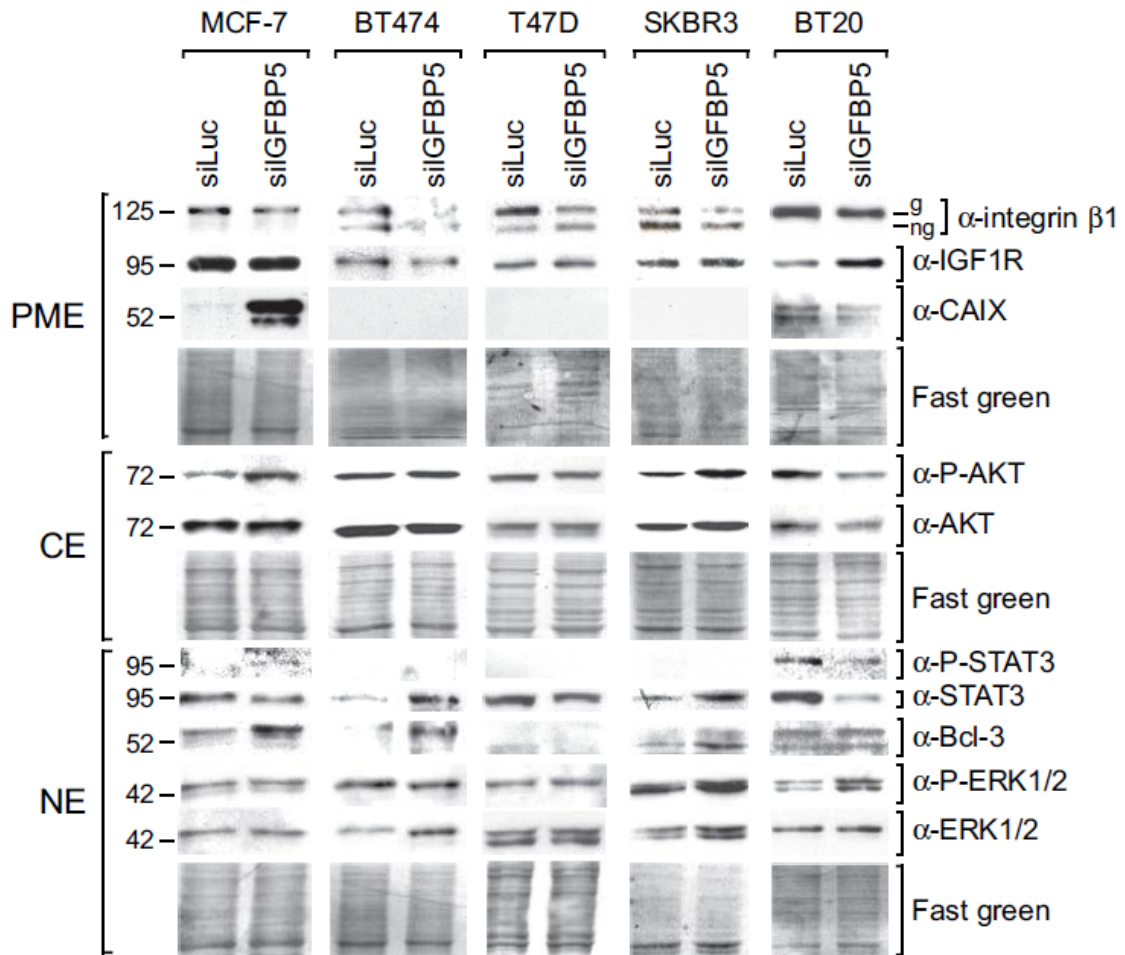 MCF-7 BT474 T47D SKBR3 BT20
siLuc siIGFBP5 siLuc siIGFBP5 siLuc siIGFBP5 siLuc siIGFBP5 siLuc siIGFBP5
PME
125 g ng α-integrin β1
95 α-IGF1R
52 α-CAIX
Fast green
CE
72 α-P-AKT
72 α-AKT
Fast green
NE
95 α-P-STAT3
95 α-STAT3
52 α-Bcl-3
42 α-P-ERK1/2
42 α-ERK1/2
Fast green